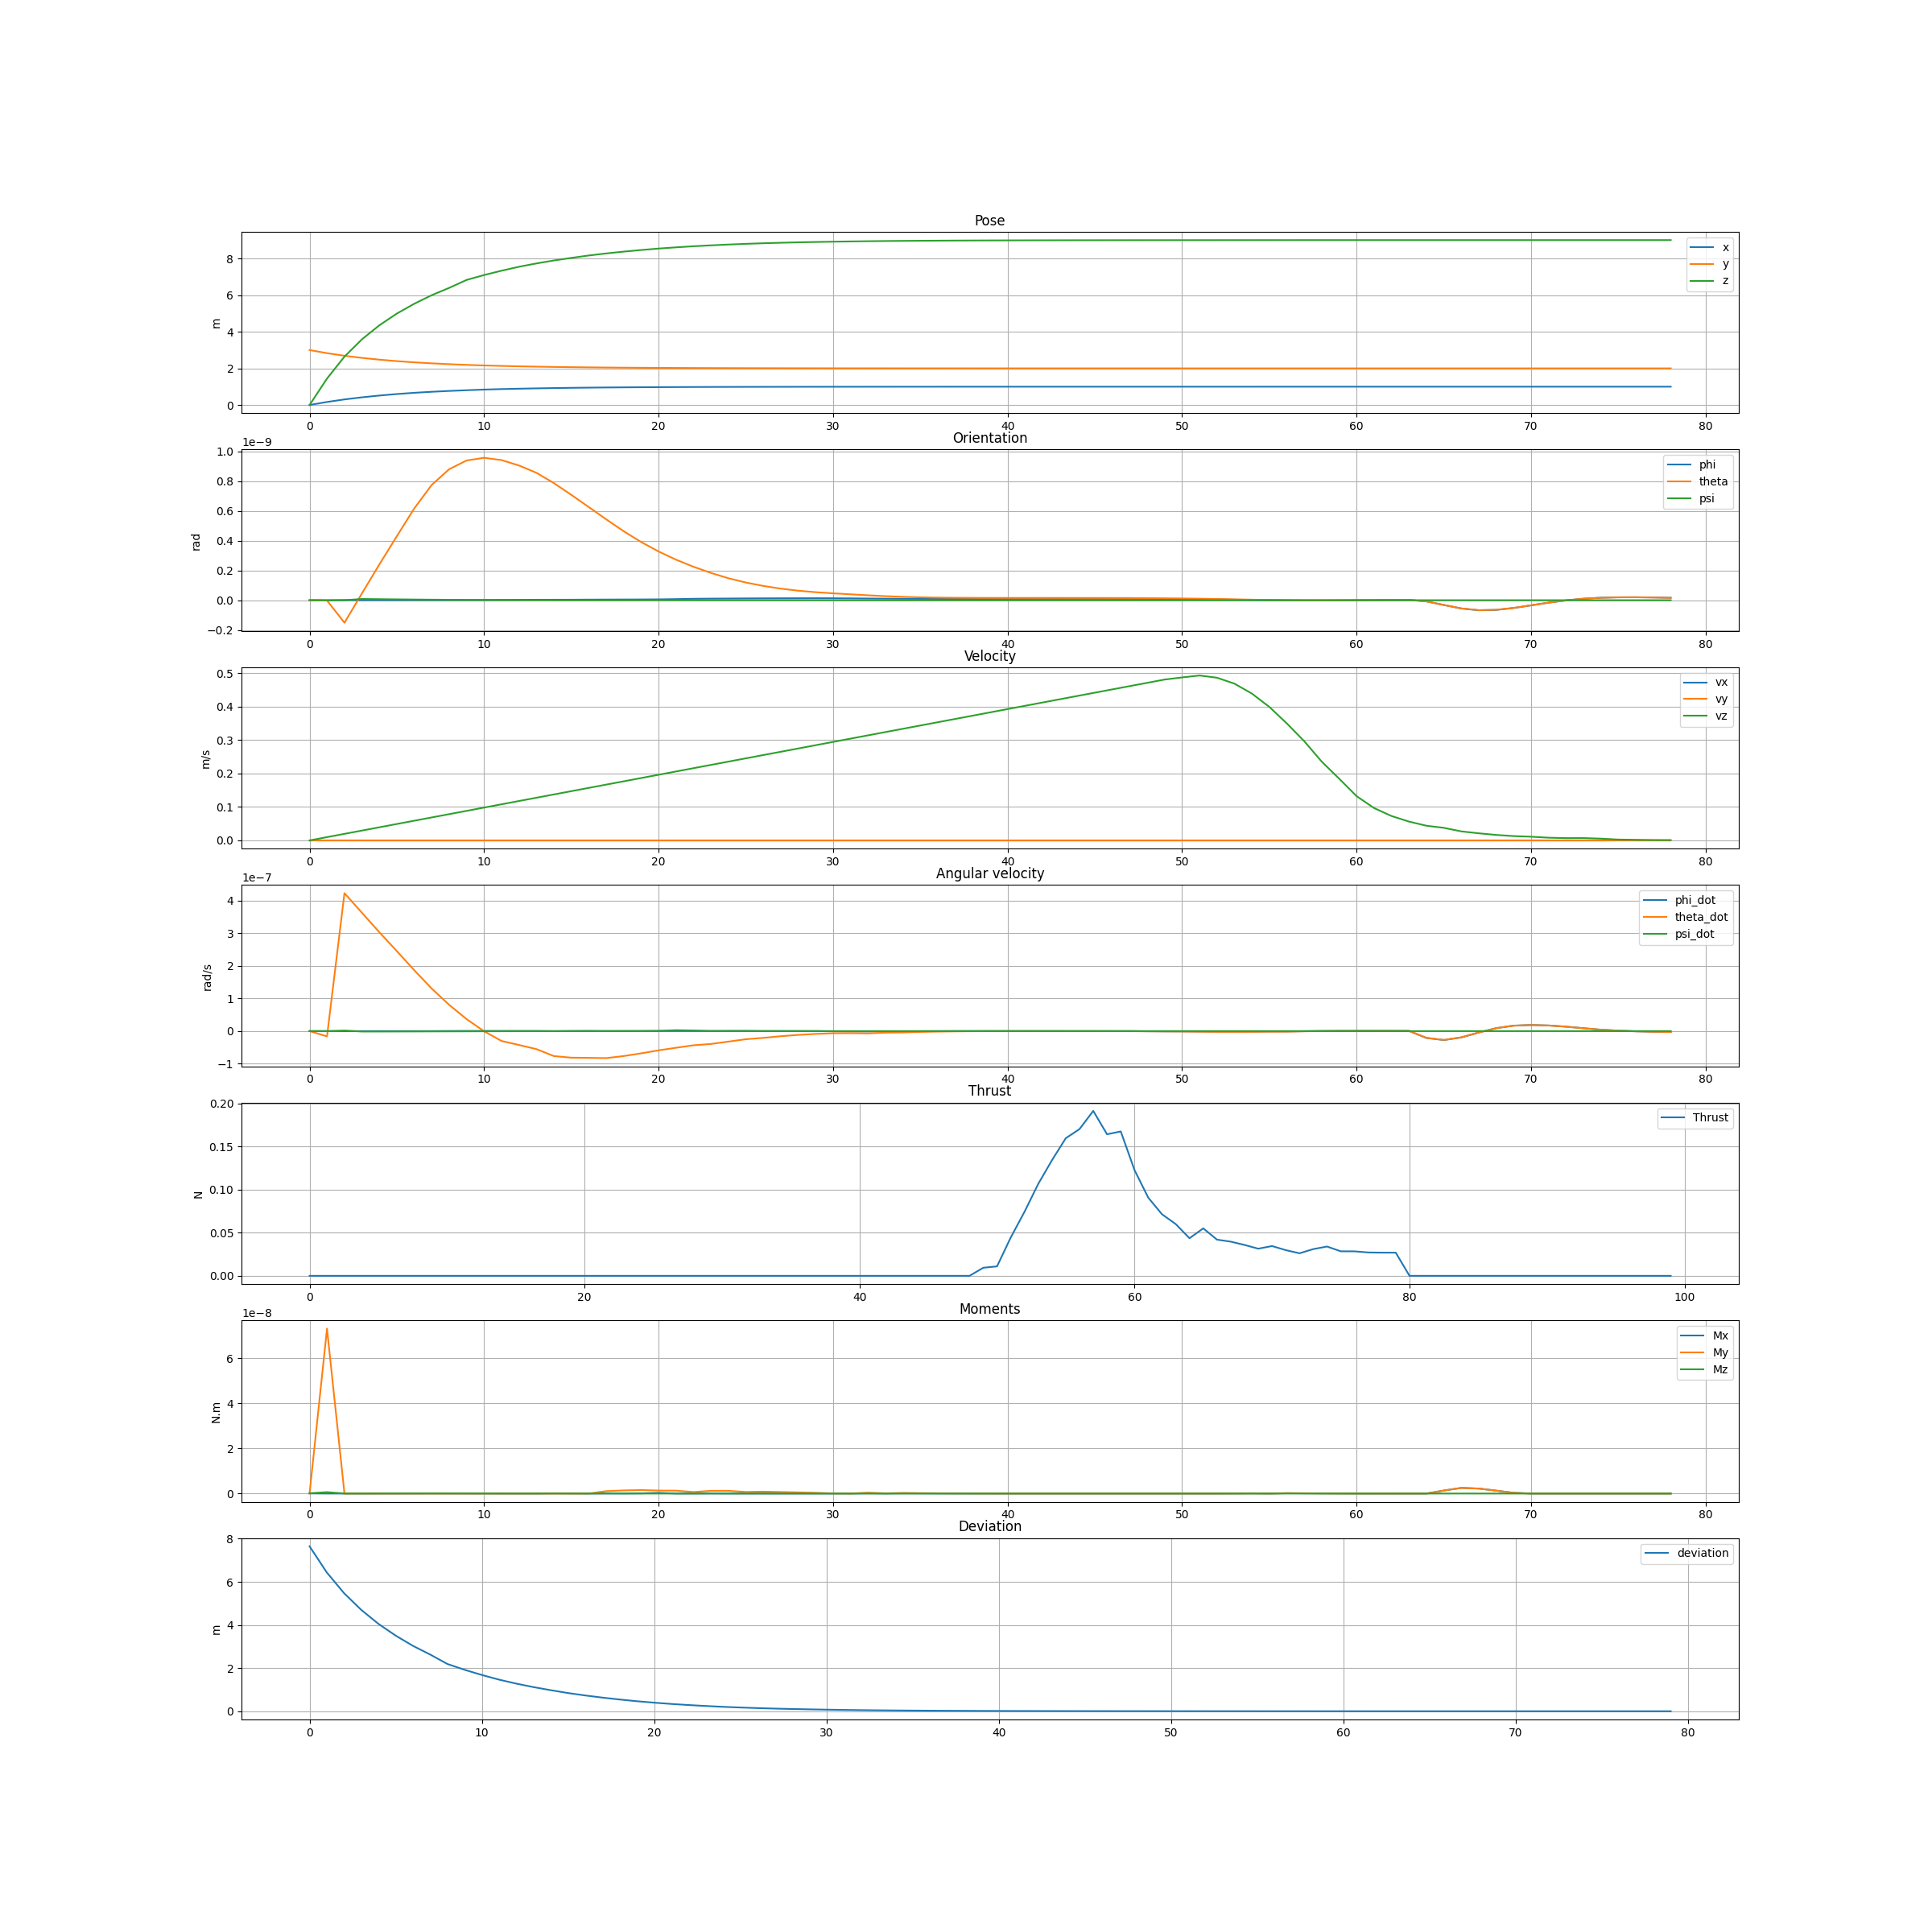 Pose
8
6
4
2
0
m
x
y
z
0 10 20 30 40 50 60 70 80
Orientation
1e−9
1.0
0.8
0.6
0.4
0.2
0.0
−0.2
rad
phi
theta
psi
0 10 20 30 40 50 60 70 80
Velocity
0.5
0.4
0.3
0.2
0.1
0.0
m/s
vx
vy
vz
0 10 20 30 40 50 60 70 80
Angular velocity
1e−7
4
3
2
1
0
−1
rad/s
phi_dot
theta_dot
psi_dot
0 10 20 30 40 50 60 70 80
Thrust
0.20
0.15
0.10
0.05
0.00
N
Thrust
0 20 40 60 80 100
Moments
1e−8
6
4
2
0
N.m
Mx
My
Mz
0 10 20 30 40 50 60 70 80
Deviation
8
6
4
2
0
m
deviation
0 10 20 30 40 50 60 70 80